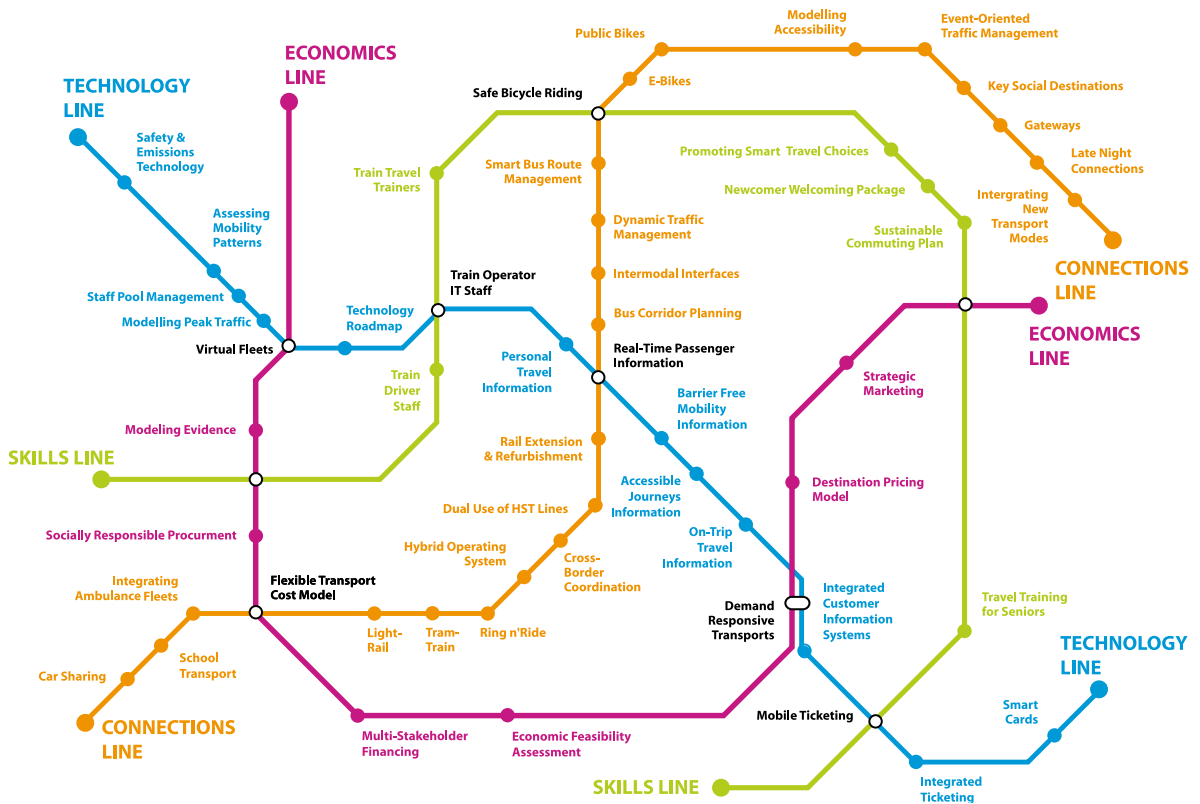 Public Bikes
Modelling
Accessibility
Event-Oriented
Traffic Management
ECONOMICS
LINE
TECHNOLOGY
LINE
E-Bikes
Key Social Destinations
Safe Bicycle Riding
Gateways
Safety &
Emissions
Technology
Late Night
Connections
Train Travel
Trainers
Smart Bus Route
Management
Promoting Smart  Travel Choices
Newcomer Welcoming Package
Intergrating
New
Transport
Modes
Assessing
Mobility
Patterns
Dynamic Traffic
Management
Sustainable
Commuting Plan
CONNECTIONS
LINE
Train Operator
IT Staff
Intermodal Interfaces
Staff Pool Management
Modelling Peak Traffic
Technology
Roadmap
Bus Corridor Planning
ECONOMICS
LINE
Virtual Fleets
Personal
Travel
Information
Real-Time Passenger
Information
Train
Driver
Staff
Strategic
Marketing
Barrier Free
Mobility
Information
Modeling Evidence
Rail Extension
& Refurbishment
SKILLS LINE
Accessible
Journeys
Information
Destination Pricing
Model
Dual Use of HST Lines
Socially Responsible Procurment
Hybrid Operating
System
Cross-
Border
Coordination
On-Trip
Travel
Information
Integrating
Ambulance Fleets
Flexible Transport
Cost Model
Demand
Responsive
Transports
Integrated
Customer
Information
Systems
Travel Training
for Seniors
Light-
Rail
Tram-
Train
Ring n'Ride
School
Transport
Car Sharing
TECHNOLOGY
LINE
CONNECTIONS
LINE
Multi-Stakeholder
Financing
Economic Feasibility
Assessment
Mobile Ticketing
Smart
Cards
SKILLS LINE
Integrated
Ticketing